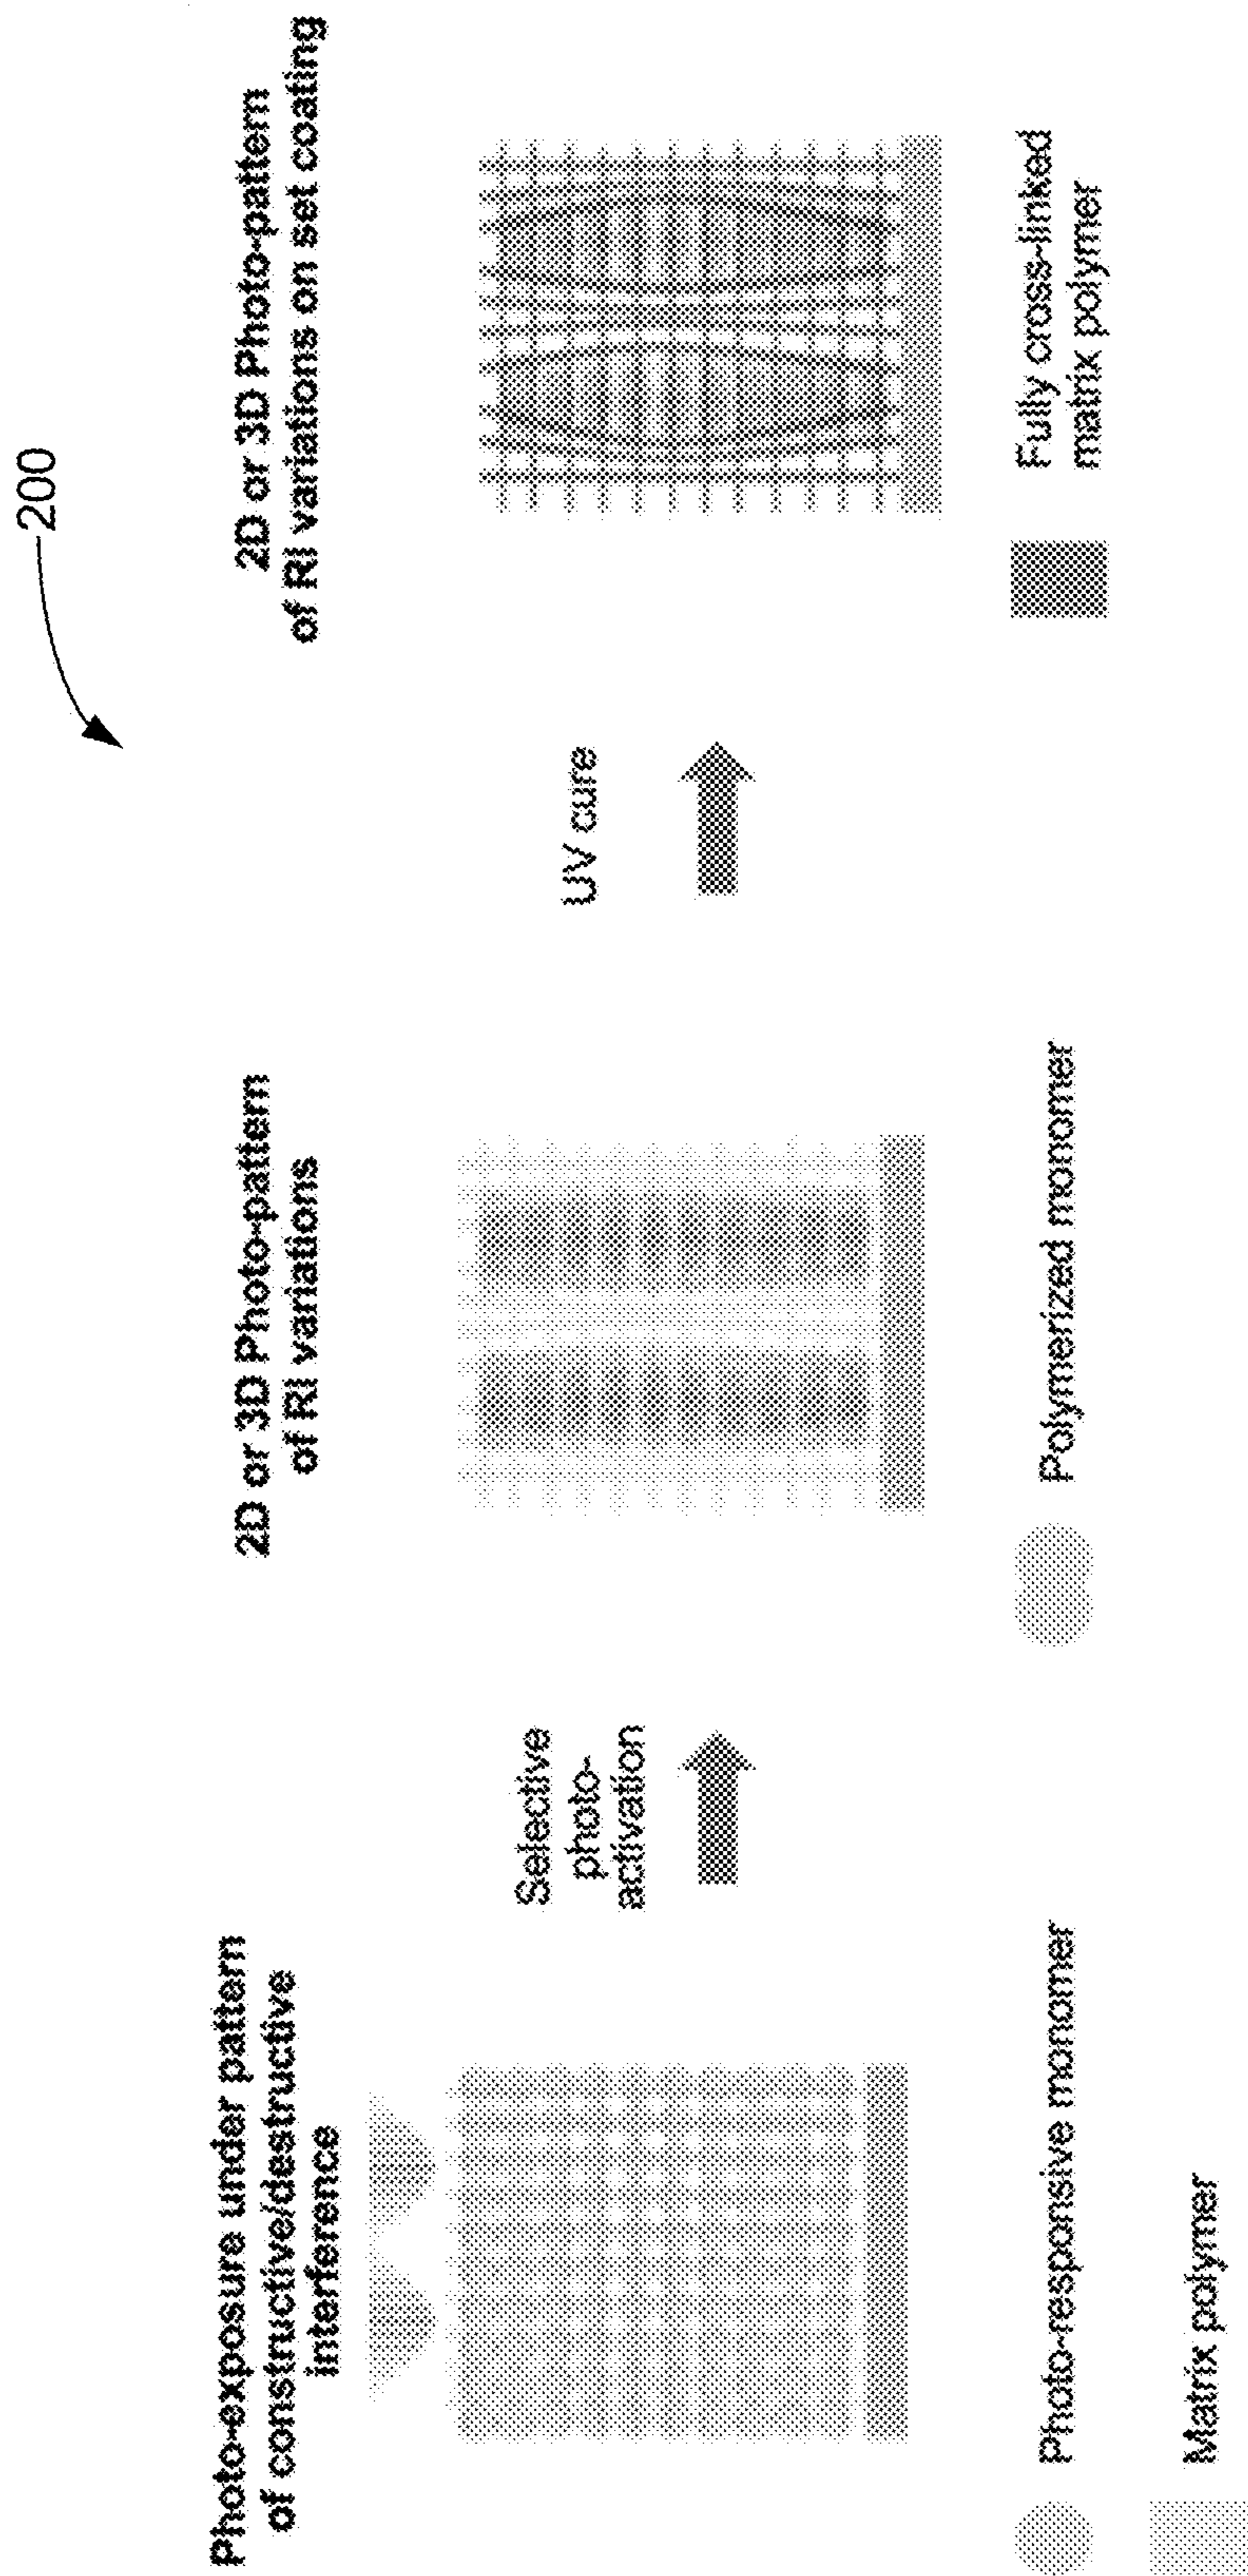 200
Photo-exposure under pattern
of constructive/destructive
interference
Selective
photo-
activation
2D or 3D Photo-pattern
of RI variations
UV cure
2D or 3D Photo-pattern
of RI variations on set coating
Photo-responsive monomer
Matrix polymer
Polymerized monomer
Fully cross-linked
matrix polymer